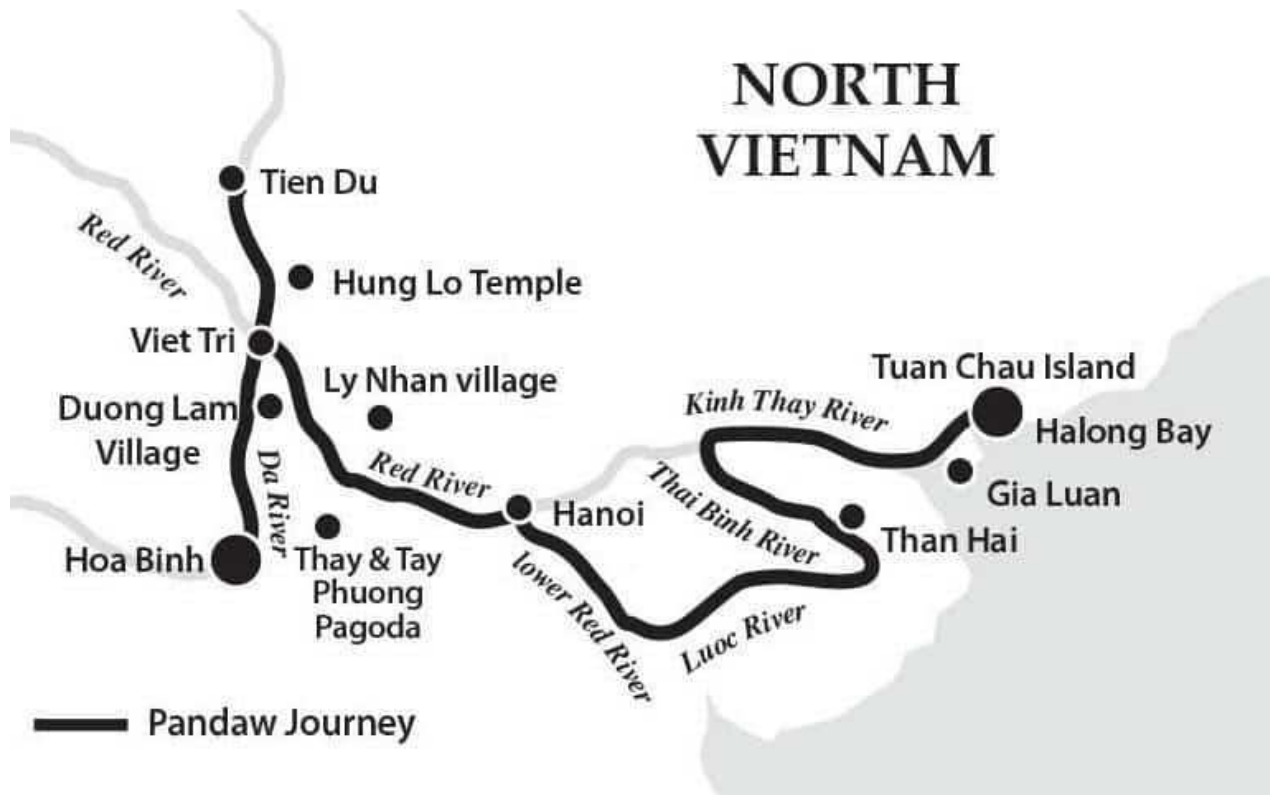 NORTH
VIETNAM
Tien Du
Red River
Hung Lo Temple
Viet Tri
Ly Nhan village
Tuan Chau Island
Duong Lam
Village
Kinh Thay River
Halong Bay
Da River
Red River
Thai Binh River
Gia Luan
Hanoi
Than Hai
Hoa Binh
Thay & Tay
Phuong
Pagoda
lower Red River
Luoc River
Pandaw Journey